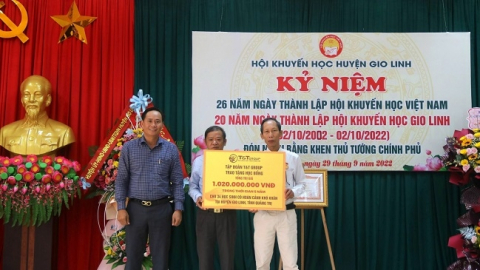 HỘI KHUYẾN HỌC HUYỆN GIO LINH
KỶ NIỆM
26 NĂM NGÀY THÀNH LẬP HỘI KHUYẾN HỌC VIỆT NAM
20 NĂM NGÀY THÀNH LẬP HỘI KHUYẾN HỌC GIO LINH
(02/10/2002 - 02/10/2022)
ĐÓN NHẬN BẰNG KHEN THỦ TƯỚNG CHÍNH PHỦ
ngày 29 tháng 9 năm 2022
T&T GROUP
TẬP ĐOÀN T&T GROUP
TRAO TẶNG HỌC BỔNG
1.020.000.000 VNĐ